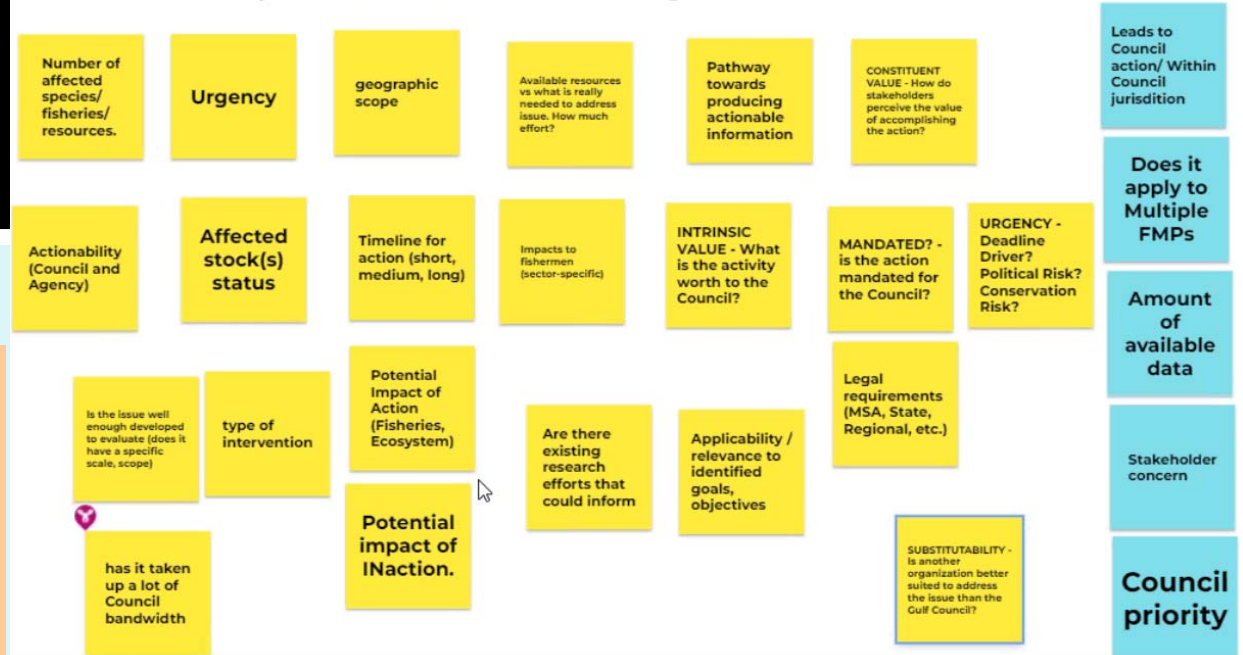 Number of
affected
species/
fisheries/
resources.
Urgency
geographic
scope
Available resources
vs what is really
needed to address
issue. How much
effort?
Pathway
towards
producing
actionable
information
CONSTITUENT
VALUE - How do
stakeholders
perceive the value
of accomplishing
the action?
Leads to
Council
action/ Within
Council
jurisdition
Actionability
(Council and
Agency)
Affected
stock(s)
status
Timeline for
action (short,
medium, long)
Impacts to
fishermen
(sector-specific)
INTRINSIC
VALUE - What
is the activity
worth to the
Council?
MANDATED? -
is the action
mandated for
the Council?
URGENCY -
Deadline
Driver?
Political Risk?
Conservation
Risk?
Does it
apply to
Multiple
FMPs
Amount
of
available
data
Is the issue well
enough developed
to evaluate (does it
have a specific
scale, scope)
type of
intervention
Potential
Impact of
Action
(Fisheries,
Ecosystem)
Are there
existing
research
efforts that
could inform
Applicability /
relevance to
identified
goals,
objectives
Legal
requirements
(MSA, State,
Regional, etc.)
Stakeholder
concern
has it taken
up a lot of
Council
bandwidth
Potential
impact of
INaction.
SUBSTITUTABILITY -
Is another
organization better
suited to address
the issue than the
Gulf Council?
Council
priority